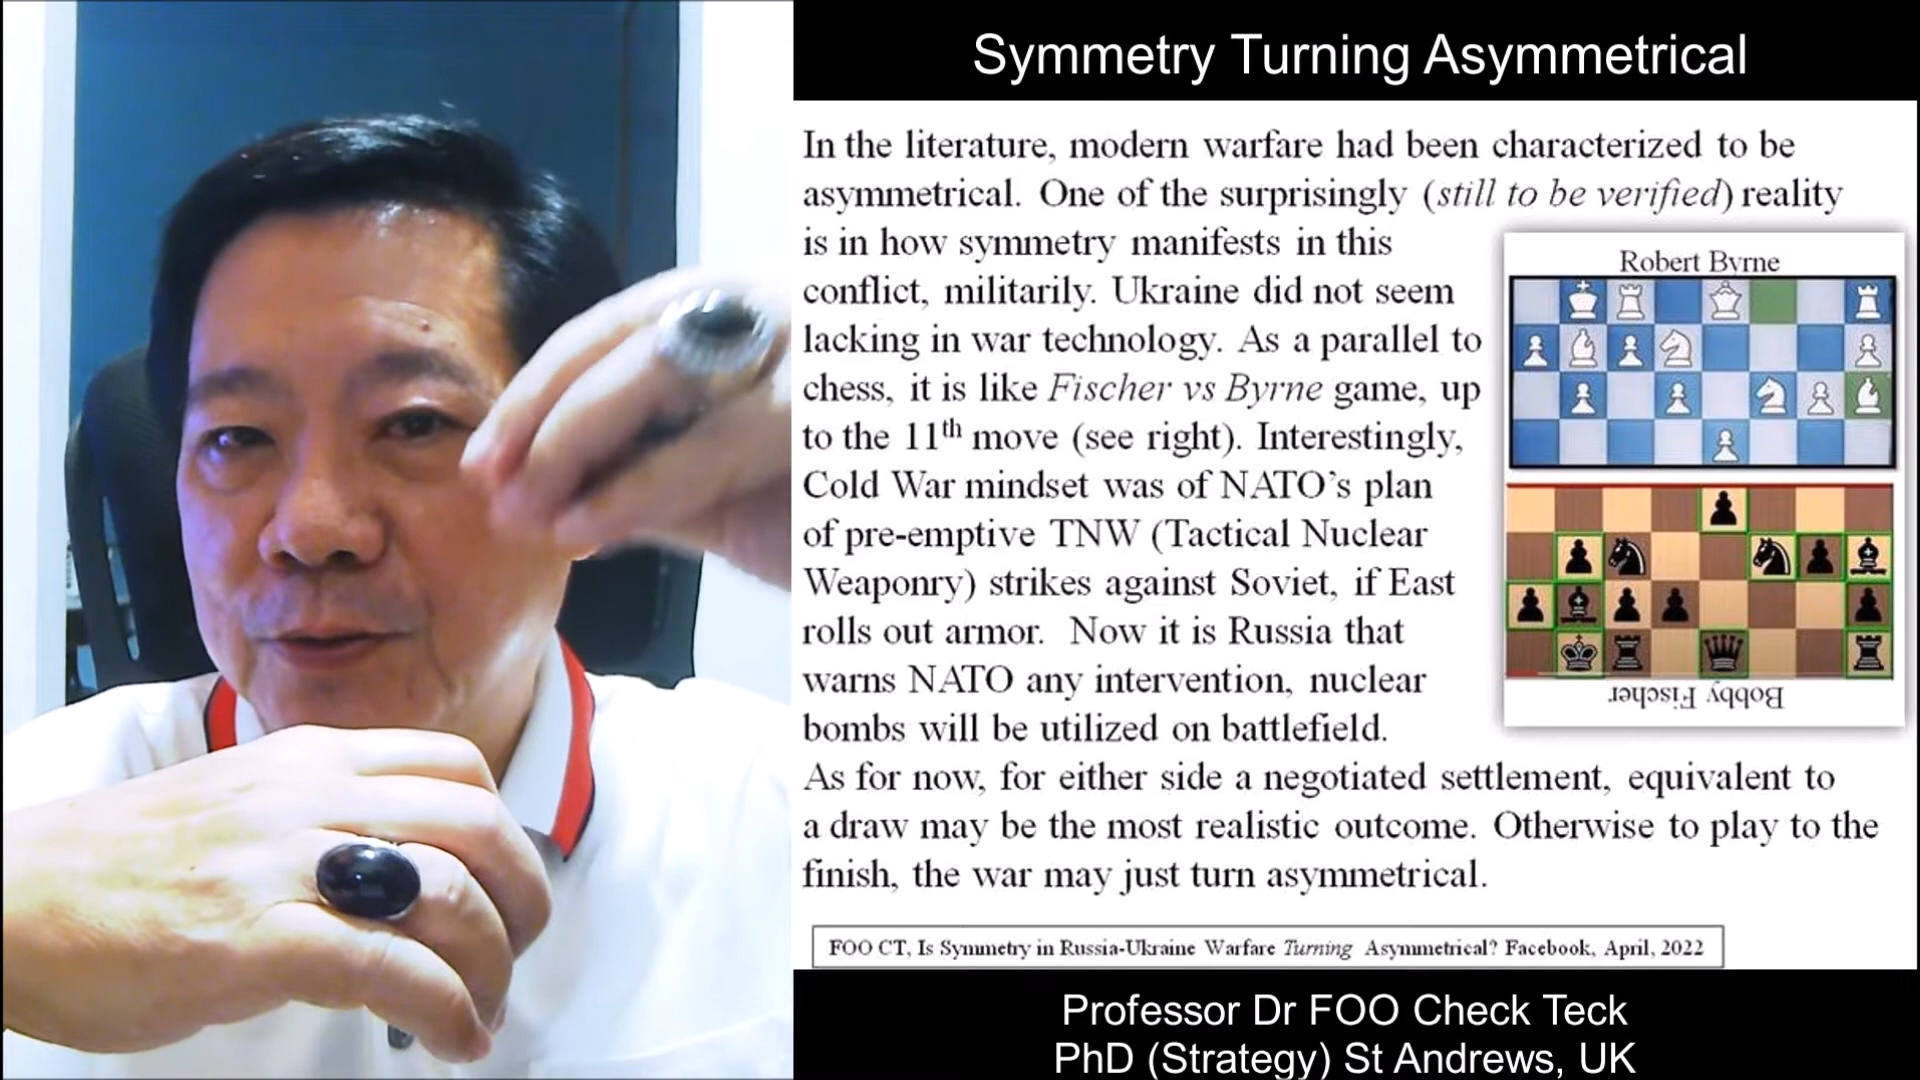 Symmetry Turning Asymmetrical
In the literature, modern warfare had been characterized to be
asymmetrical. One of the surprisingly (still to be verified) reality
is in how symmetry manifests in this
conflict, militarily. Ukraine did not seem
lacking in war technology. As a parallel to
chess, it is like Fischer vs Byrne game, up
to the 11th move (see right). Interestingly,
Cold War mindset was of NATO’s plan
of pre-emptive TNW (Tactical Nuclear
Weaponry) strikes against Soviet, if East
rolls out armor. Now it is Russia that
warns NATO any intervention, nuclear
bombs will be utilized on battlefield.
As for now, for either side a negotiated settlement, equivalent to
a draw may be the most realistic outcome. Otherwise to play to the
finish, the war may just turn asymmetrical.
Robert Byrne
Bobby Fischer
FOO CT, Is Symmetry in Russia-Ukraine Warfare Turning Asymmetrical? Facebook, April, 2022
Professor Dr FOO Check Teck
PhD (Strategy) St Andrews, UK